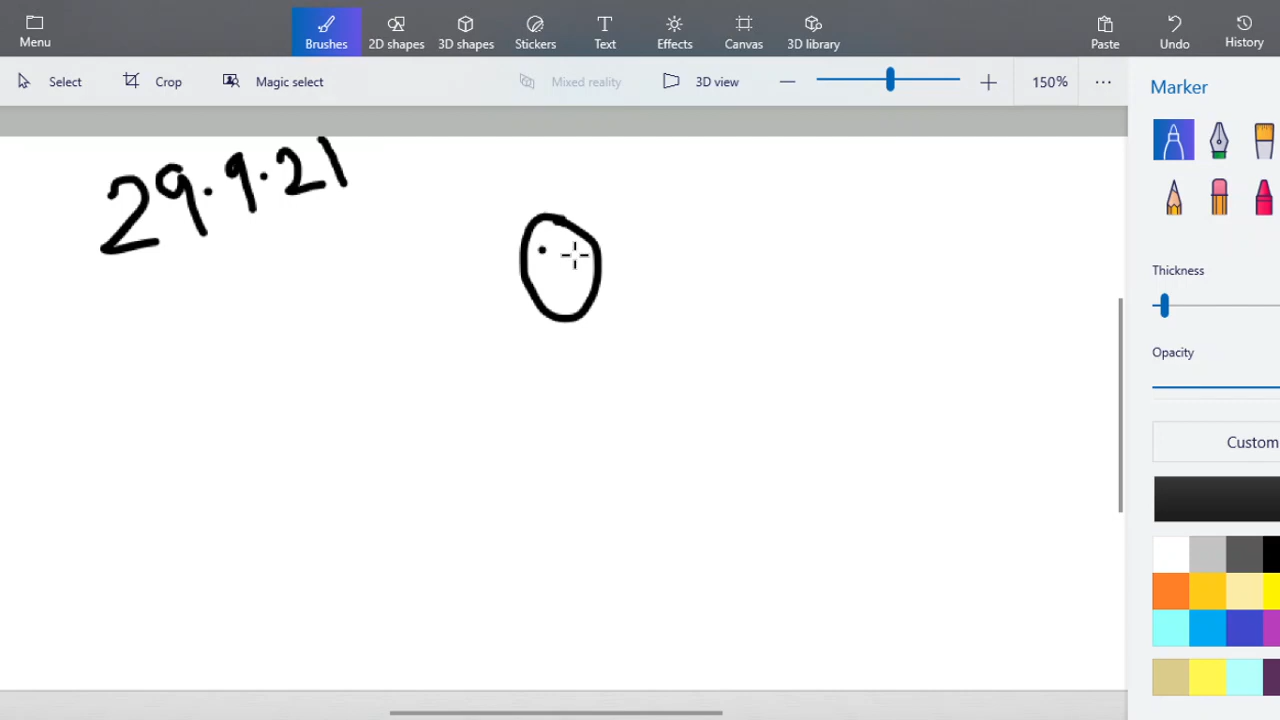 Menu Brushes 2D shapes 3D shapes Stickers Text Effects Canvas 3D library Paste Undo History
Select Crop Magic select Mixed reality 3D view 150%
Marker
29.9.21
Thickness
Opacity
Custom